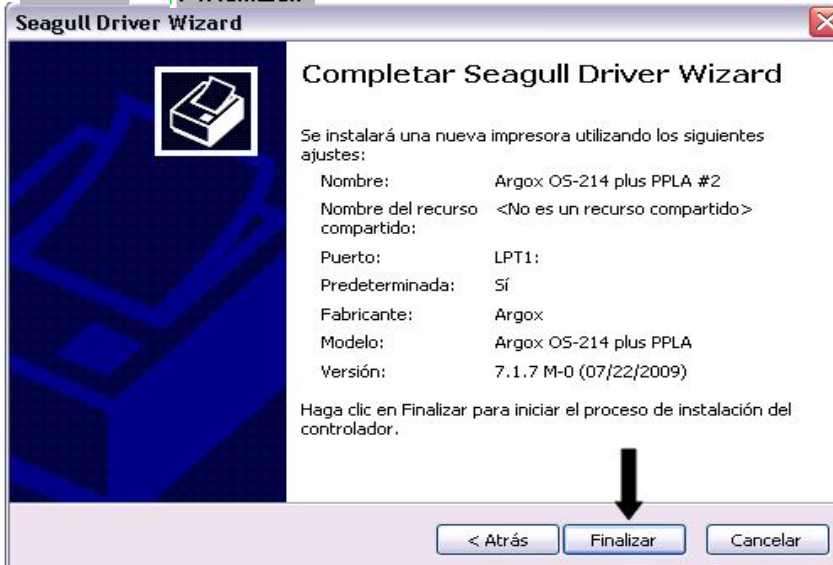 Seagull Driver Wizard
Completar Seagull Driver Wizard
Se instalará una nueva impresora utilizando los siguientes
ajustes:
Nombre: Argox OS-214 plus PPLA #2
Nombre del recurso <No es un recurso compartido>
compartido:
Puerto: LPT1:
Predeterminada: Sí
Fabricante: Argox
Modelo: Argox OS-214 plus PPLA
Versión: 7.1.7 M-0 (07/22/2009)
Haga clic en Finalizar para iniciar el proceso de instalación del
controlador.
< Atrás Finalizar Cancelar